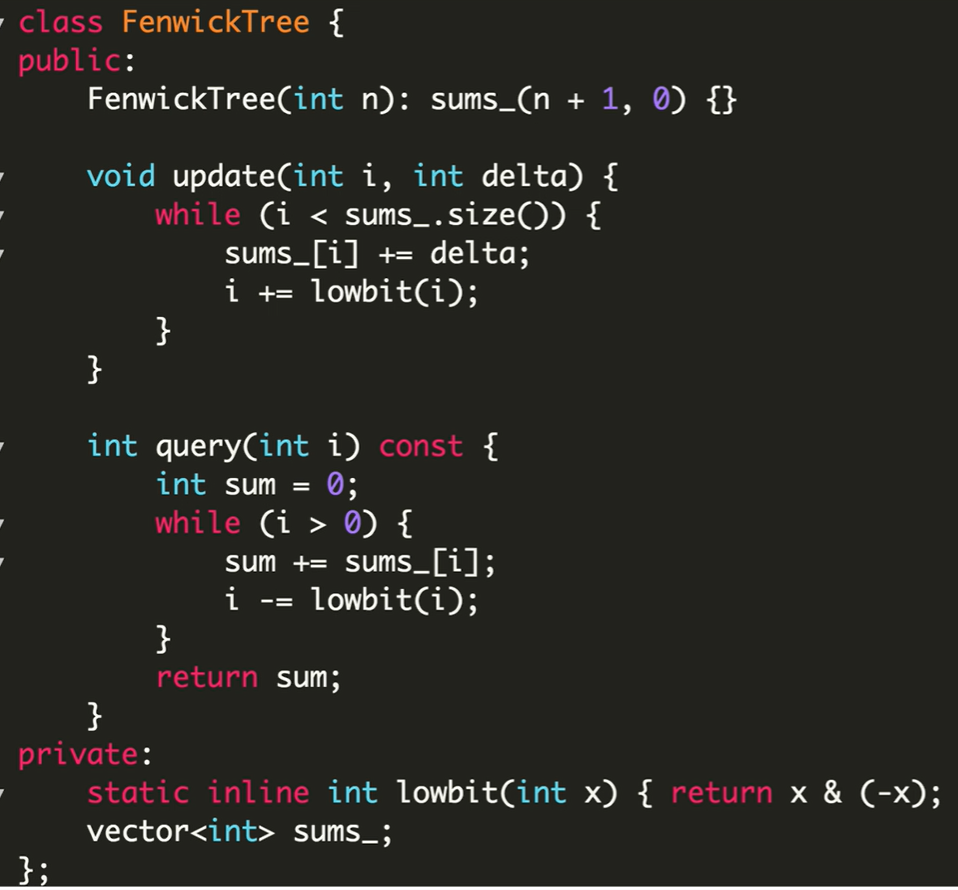 class FenwickTree {
public:
    FenwickTree(int n): sums_(n + 1, 0) {}

    void update(int i, int delta) {
        while (i < sums_.size()) {
            sums_[i] += delta;
            i += lowbit(i);
        }
    }

    int query(int i) const {
        int sum = 0;
        while (i > 0) {
            sum += sums_[i];
            i -= lowbit(i);
        }
        return sum;
    }
private:
    static inline int lowbit(int x) { return x & (-x);
    vector<int> sums_;
};